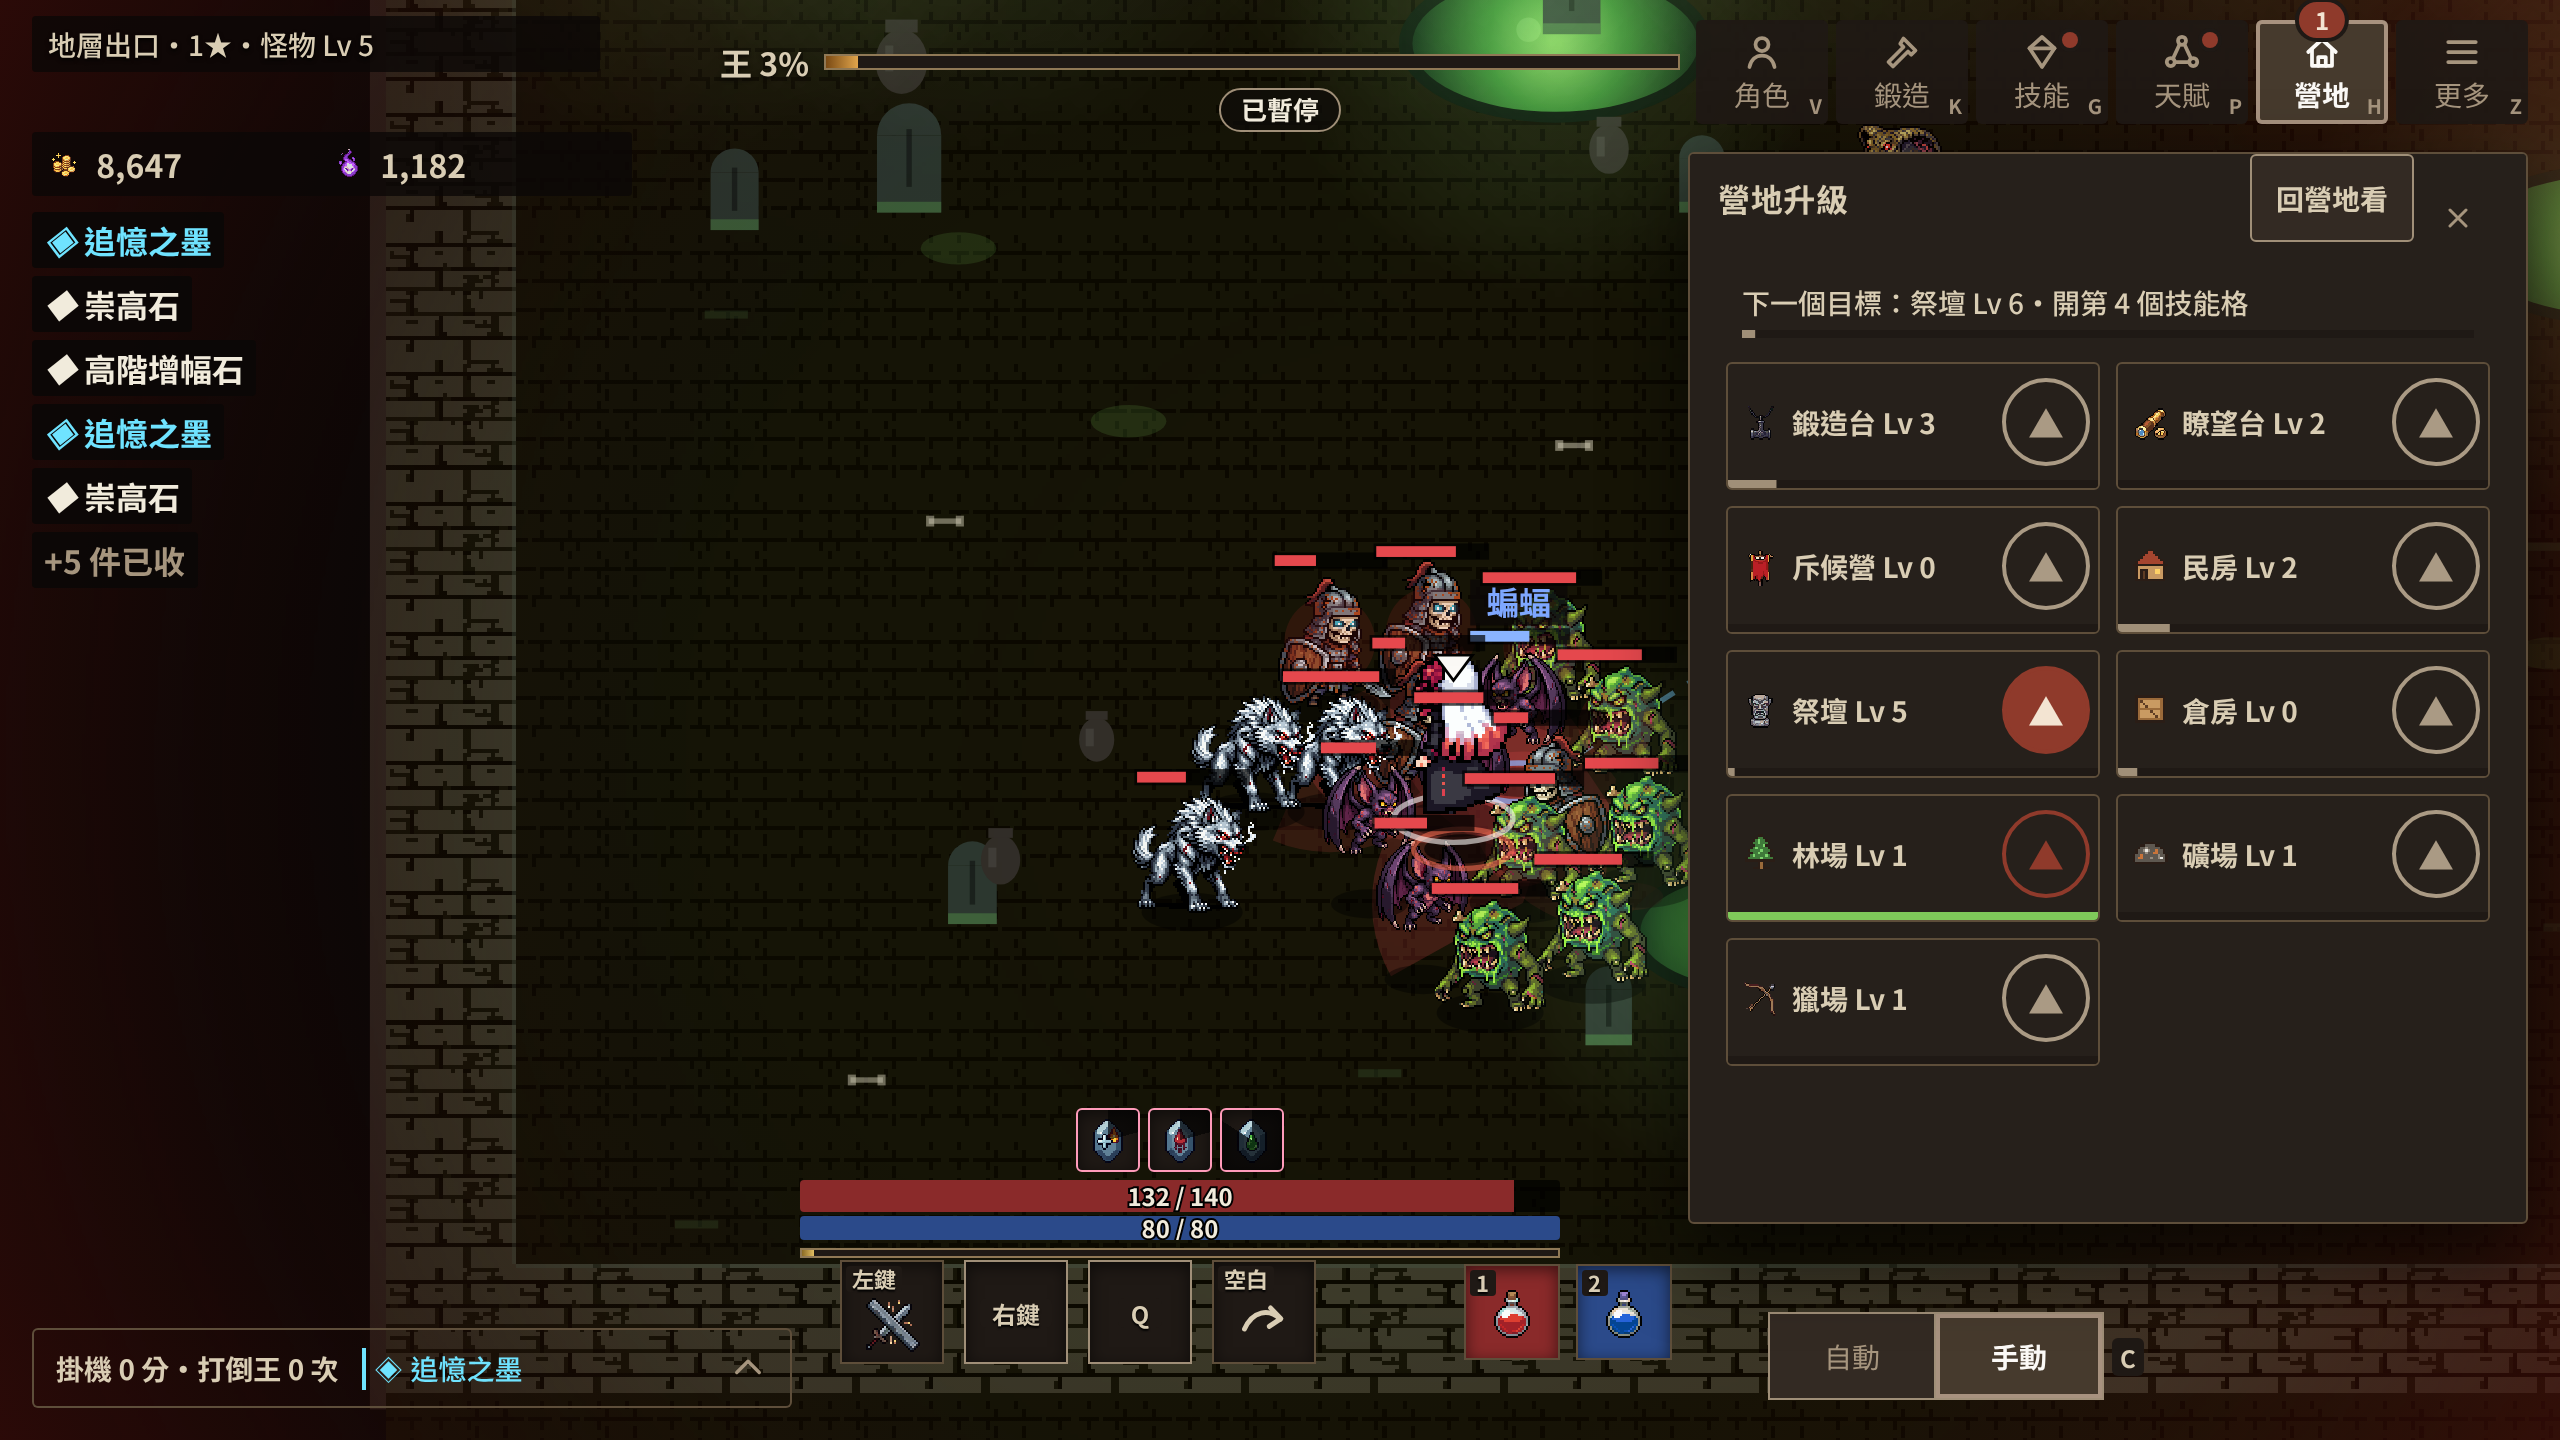 地層出口・1★・怪物 Lv 5
王 3%
已暫停
角色 V
鍛造 K
技能 G
天賦 P
1
營地 H
更多 Z
8,647
1,182
追憶之墨
崇高石
高階增幅石
追憶之墨
崇高石
+5 件已收
營地升級
回營地看
×
下一個目標：祭壇 Lv 6・開第 4 個技能格
鍛造台 Lv 3
瞭望台 Lv 2
斥候營 Lv 0
民房 Lv 2
祭壇 Lv 5
倉房 Lv 0
林場 Lv 1
礦場 Lv 1
獵場 Lv 1
蝙蝠
132 / 140
80 / 80
左鍵
右鍵
Q
空白
1
2
掛機 0 分・打倒王 0 次
追憶之墨
自動
手動
C